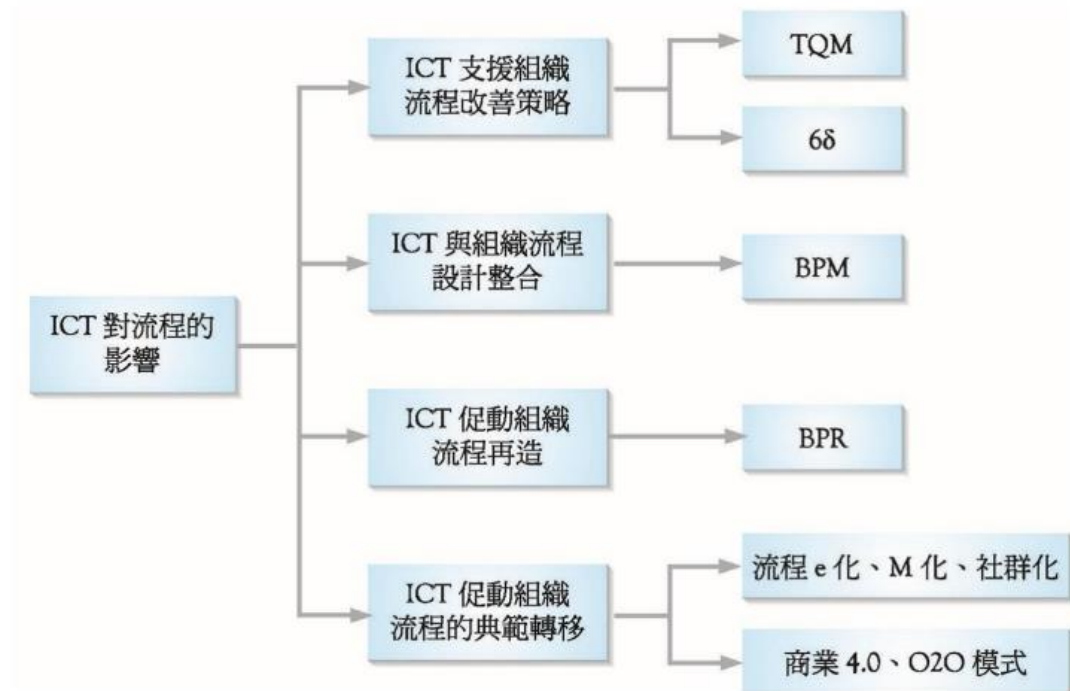 ICT 對流程的
影響
ICT 支援組織
流程改善策略
TQM
6δ
ICT 與組織流程
設計整合
BPM
ICT 促動組織
流程再造
BPR
ICT 促動組織
流程的典範轉移
流程 e 化、M 化、社群化
商業 4.0、O2O 模式